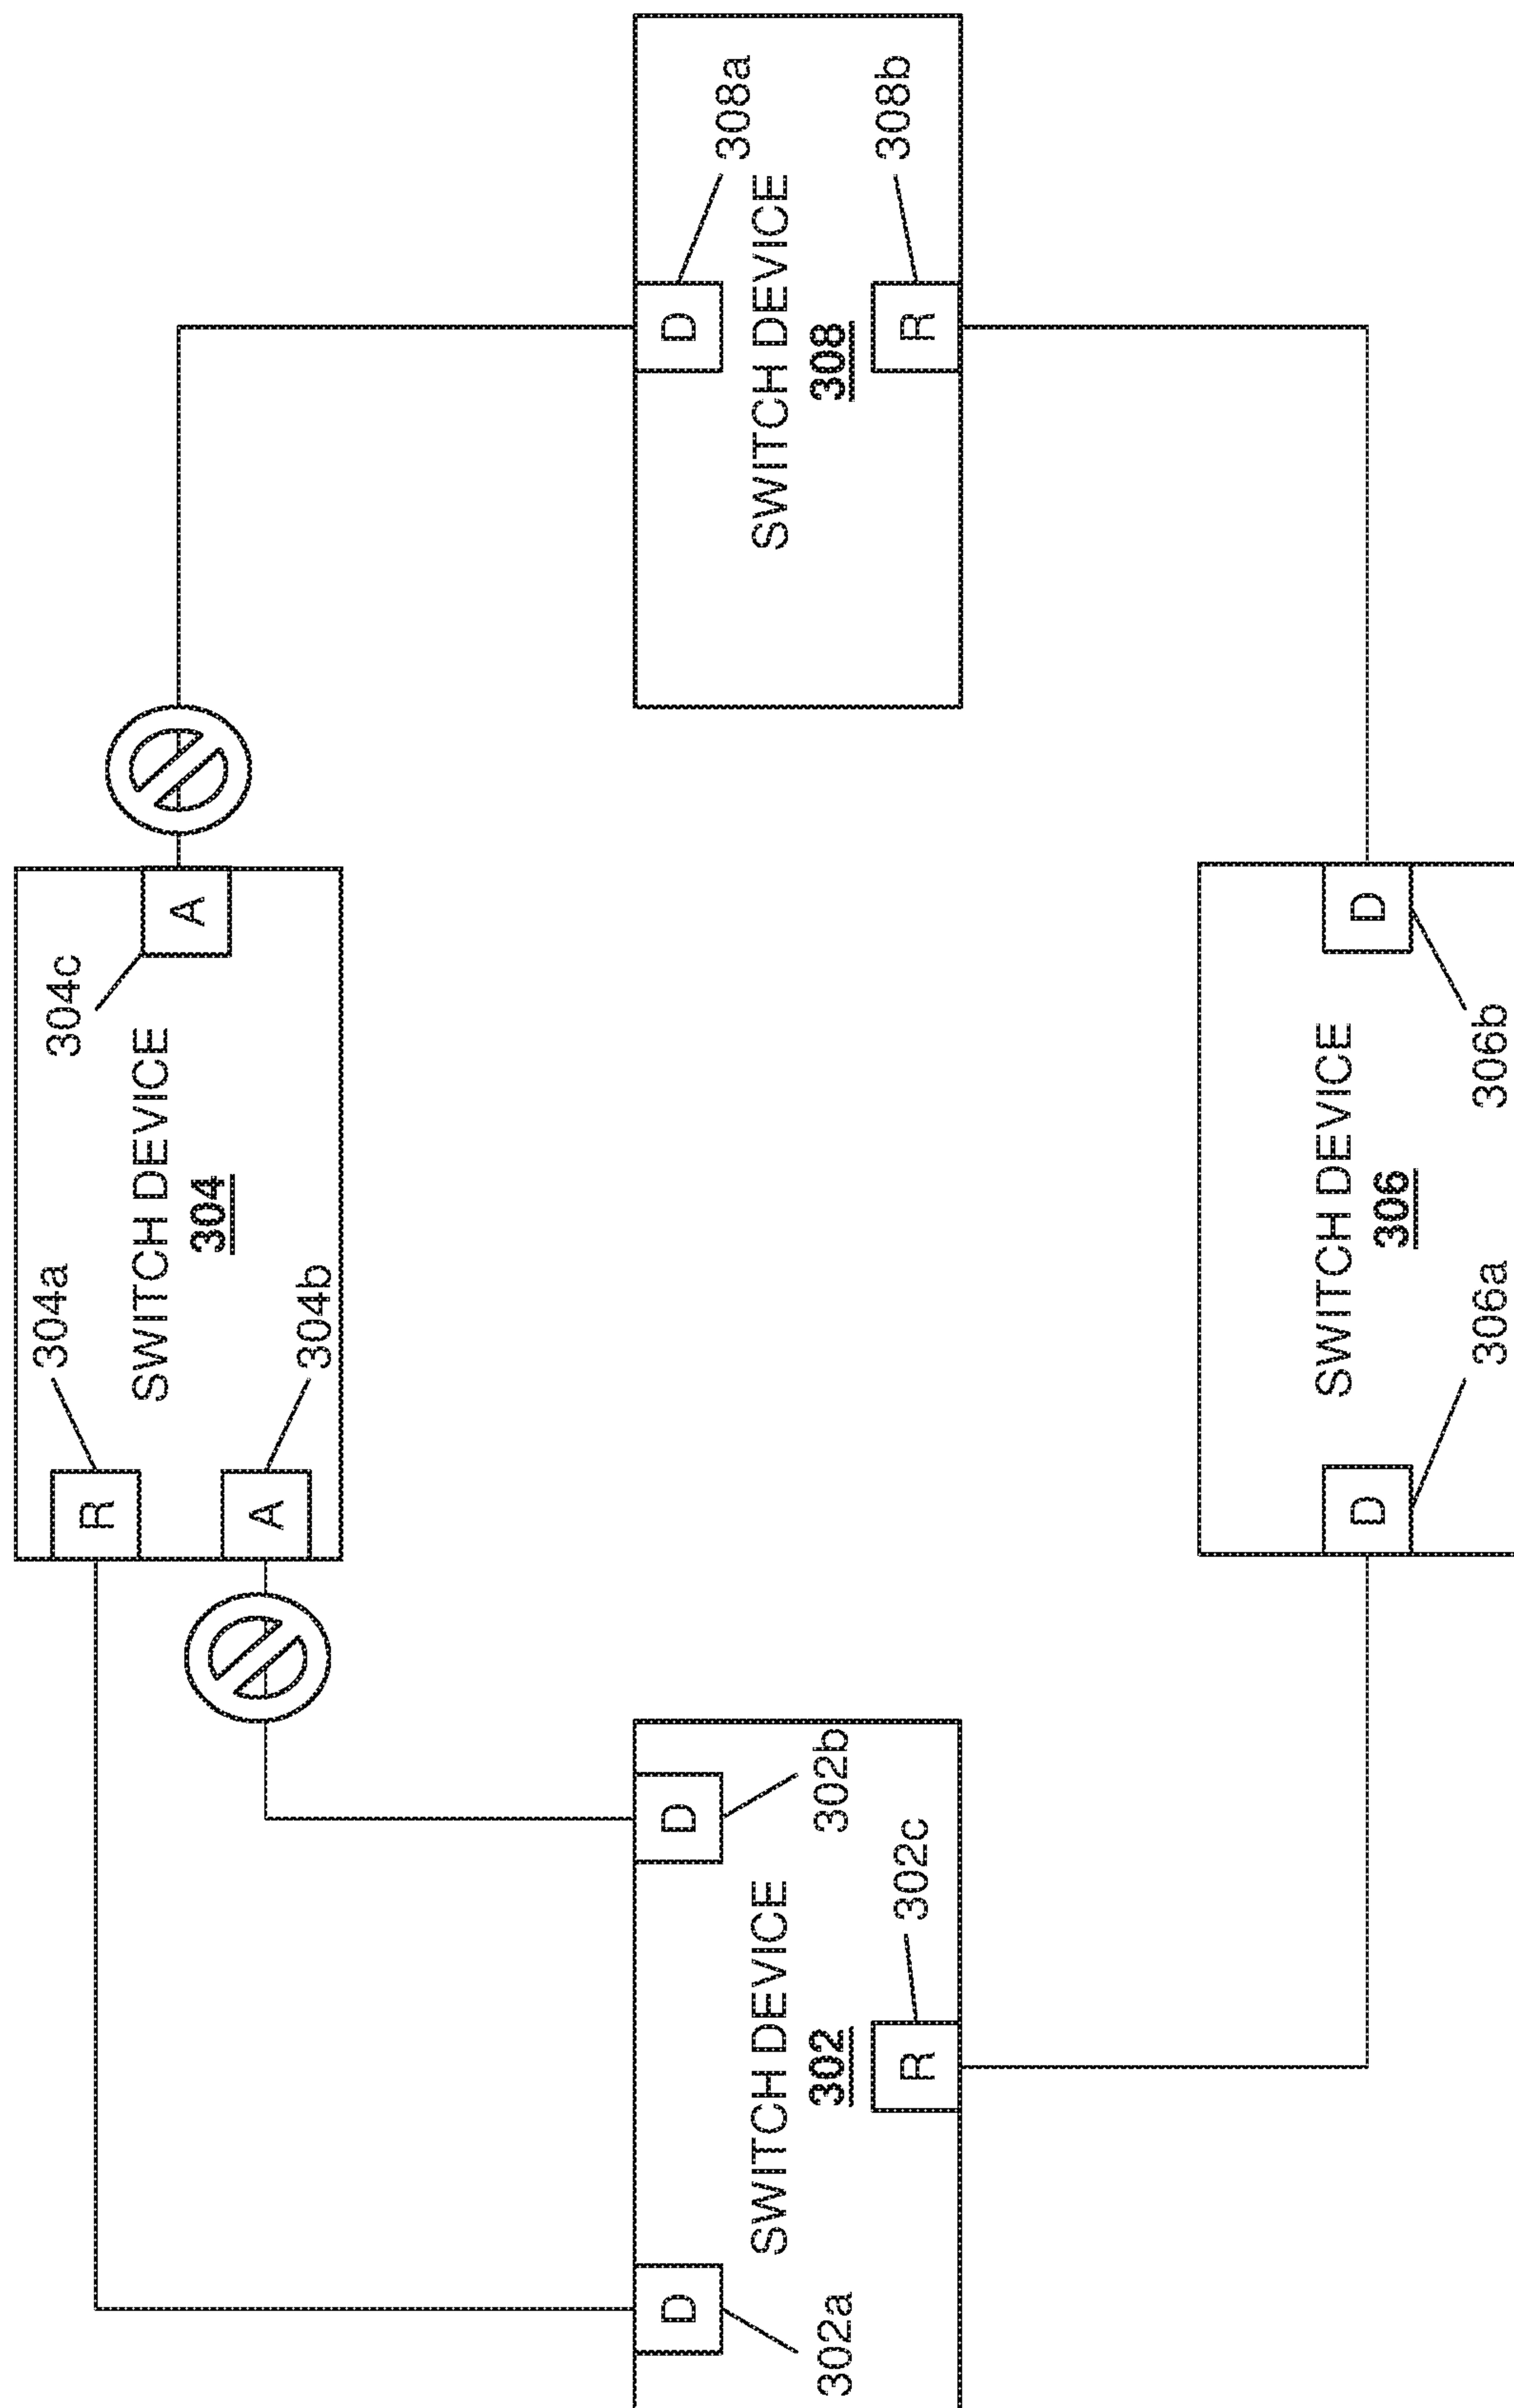 304a
304c
R
A
SWITCH DEVICE
304
A
304b
D
308a
SWITCH DEVICE
308
R
308b
D
D
302b
302a
SWITCH DEVICE
302
302c
R
SWITCH DEVICE
306
D
D
306a
306b